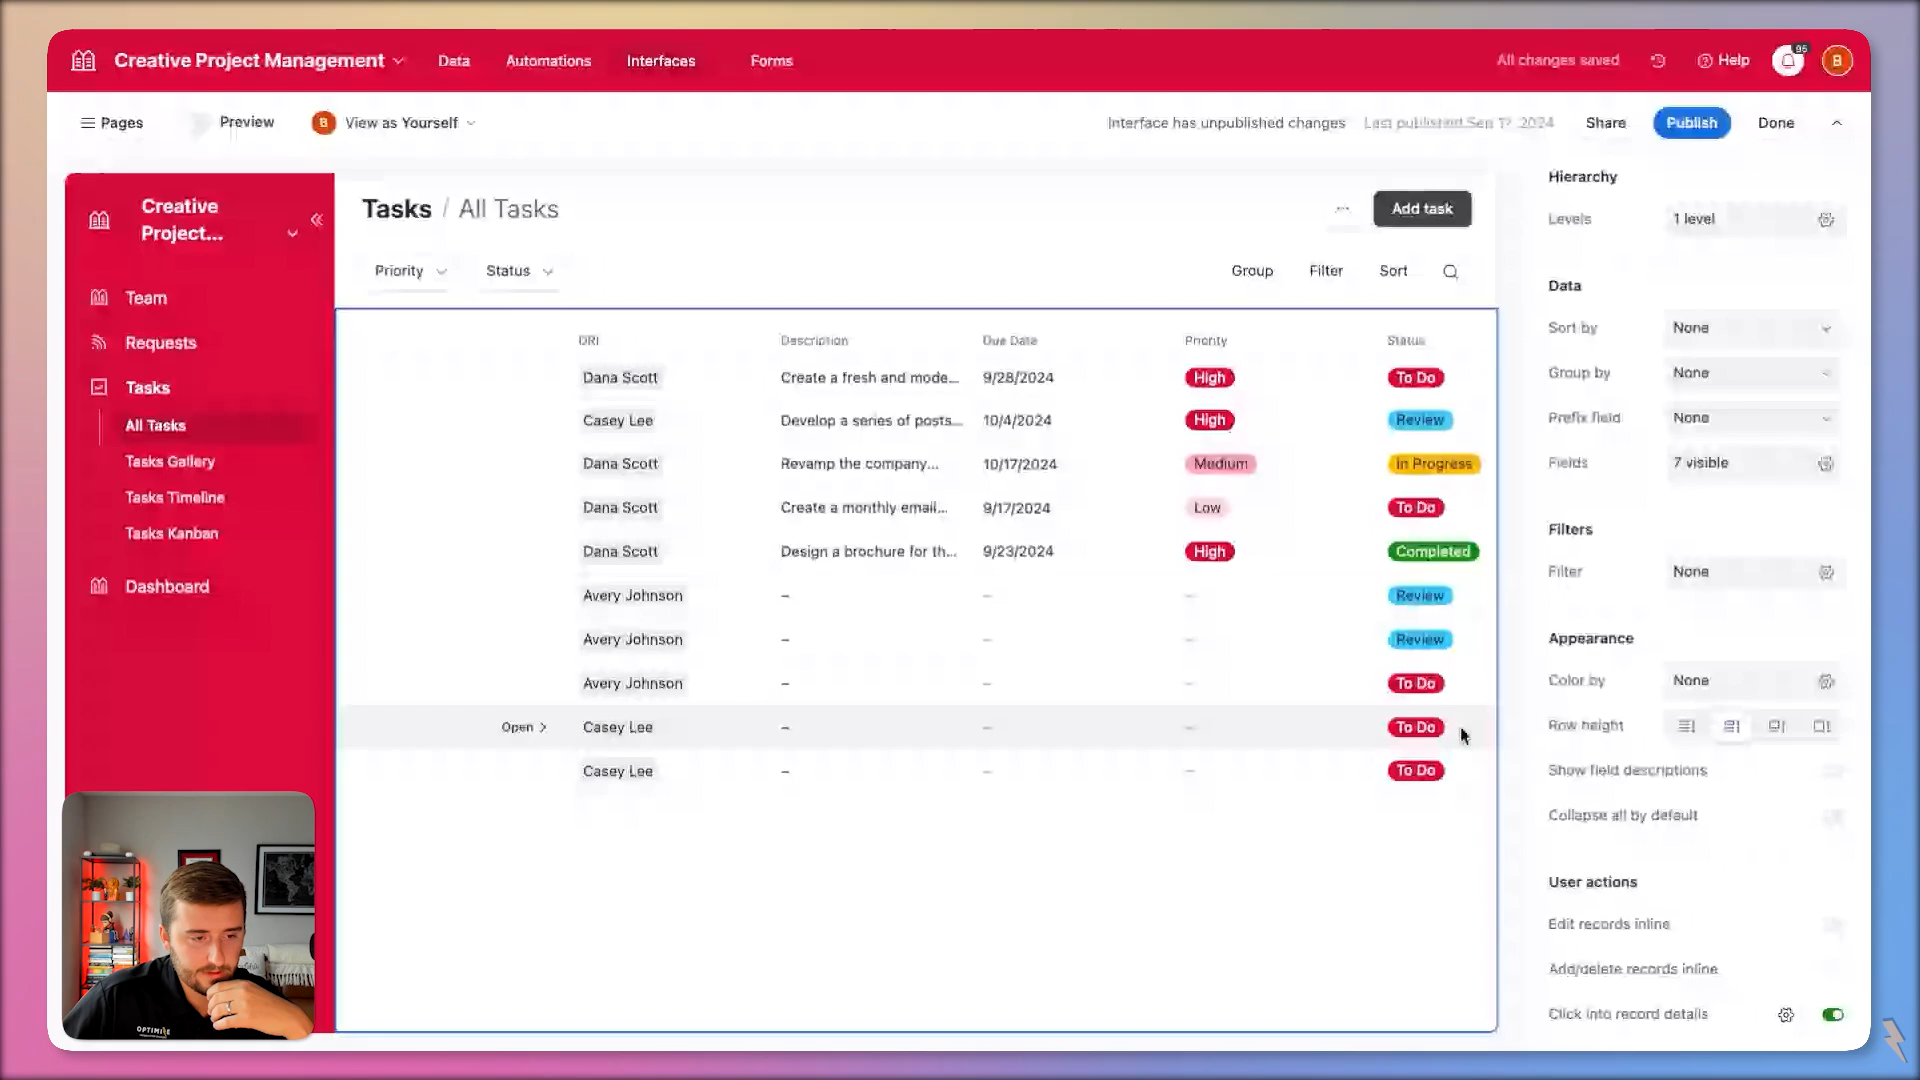 Creative Project Management
Data
Automations
Interfaces
Forms
All changes saved
Help
95
B
Pages
Preview
B
View as Yourself
Interface has unpublished changes
Last published Sep 17, 2024
Share
Publish
Done
Creative
Project...
Team
Requests
Tasks
All Tasks
Tasks Gallery
Tasks Timeline
Tasks Kanban
Dashboard
Tasks / All Tasks
...
Add task
Priority
Status
Group
Filter
Sort
DRI Description Due Date Priority Status
Dana Scott Create a fresh and mode... 9/28/2024 High To Do
Casey Lee Develop a series of posts... 10/4/2024 High Review
Dana Scott Revamp the company... 10/17/2024 Medium In Progress
Dana Scott Create a monthly email... 9/17/2024 Low To Do
Dana Scott Design a brochure for th... 9/23/2024 High Completed
Avery Johnson – – – Review
Avery Johnson – – – Review
Avery Johnson – – – To Do
Open > Casey Lee – – – To Do
Casey Lee – – – To Do
Hierarchy
Levels 1 level
Data
Sort by None
Group by None
Prefix field None
Fields 7 visible
Filters
Filter None
Appearance
Color by None
Row height
Show field descriptions
Collapse all by default
User actions
Edit records inline
Add/delete records inline
Click into record details
OPTIMIZE